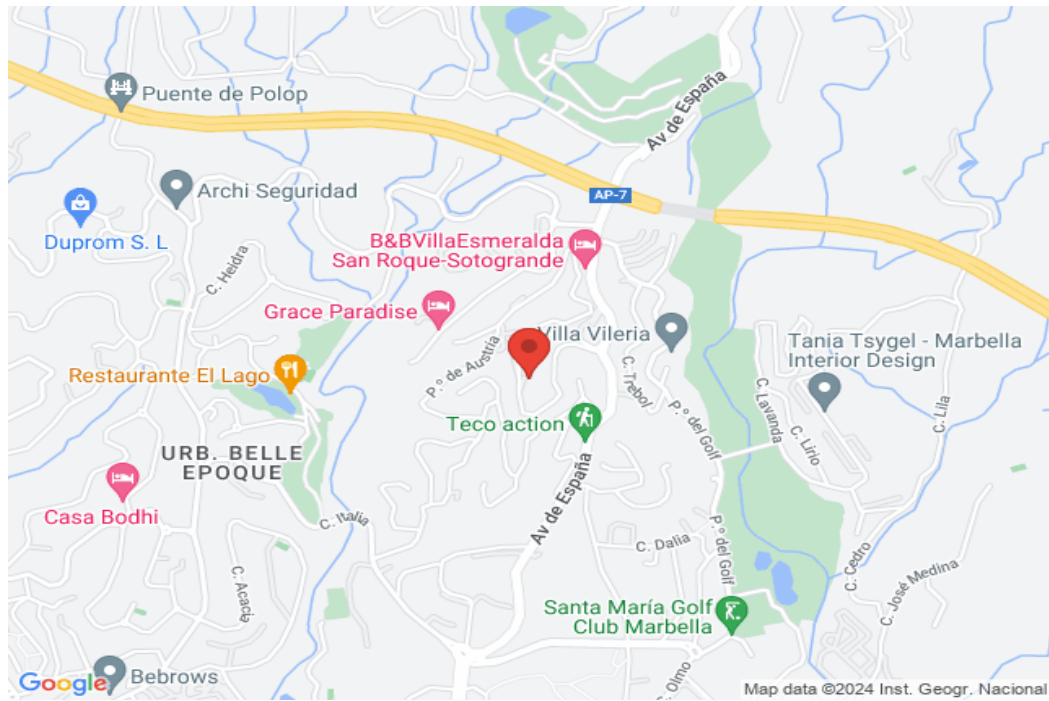 Puente de Polop
Av de España
Archi Seguridad
AP-7
Duprom S. L
B&BVillaEsmeralda
San Roque-Sotogrande
C. Heidra
Grace Paradise
Villa Vileria
Tania Tsygel - Marbella
Interior Design
P.º de Austria
C. Trebol
Restaurante El Lago
C. Lavanda
C. Lila
Teco action
P.º del Golf
C. Lirio
URB. BELLE
EPOQUE
Casa Bodhi
C. Italia
Av de España
P.º del Golf
C. Dalia
C. Cedro
C. José Medina
C. Acacie
Santa María Golf
Club Marbella
C. Olmo
Bebrows
Google
Map data ©2024 Inst. Geogr. Nacional